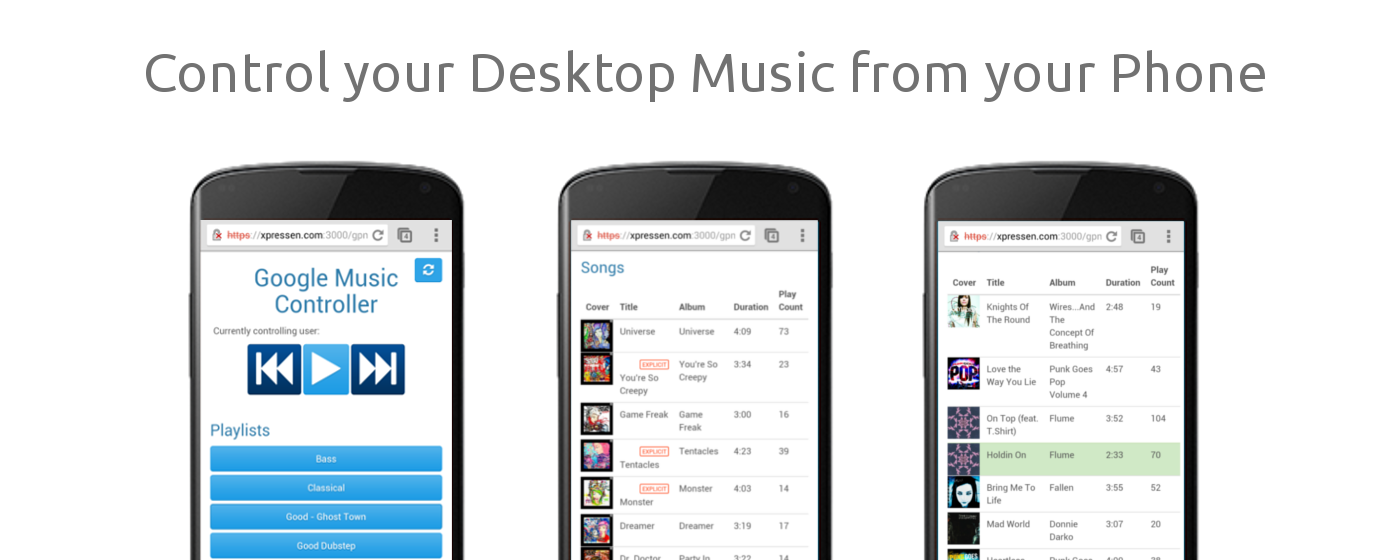 Control your Desktop Music from your Phone
https://xpressen.com:3000/gpn
4
Google Music
Controller
Currently controlling user:
Playlists
Bass
Classical
Good - Ghost Town
Good Dubstep
https://xpressen.com:3000/gpn
4
Songs
Cover Title Album Duration Play Count
Universe Universe 4:09 73
EXPLICIT You're So 3:34 23
You're So Creepy
Creepy
Game Freak Game 3:00 16
Freak
EXPLICIT Tentacles 4:23 39
Tentacles
EXPLICIT Monster 4:03 14
Monster
Dreamer Dreamer 3:19 17
Dr. Doctor Party In 3:22 14
https://xpressen.com:3000/gpn
4
Cover Title Album Duration Play Count
Knights Of Wires...And 2:48 19
The Round The
Concept Of
Breathing
POP
Love the Punk Goes 4:57 43
Way You Lie Pop
Volume 4
On Top (feat. Flume 3:52 104
T.Shirt)
Holdin On Flume 2:33 70
Bring Me To Fallen 3:55 52
Life
Mad World Donnie 3:07 20
Darko
Heartless Punk Goes 4:09 38